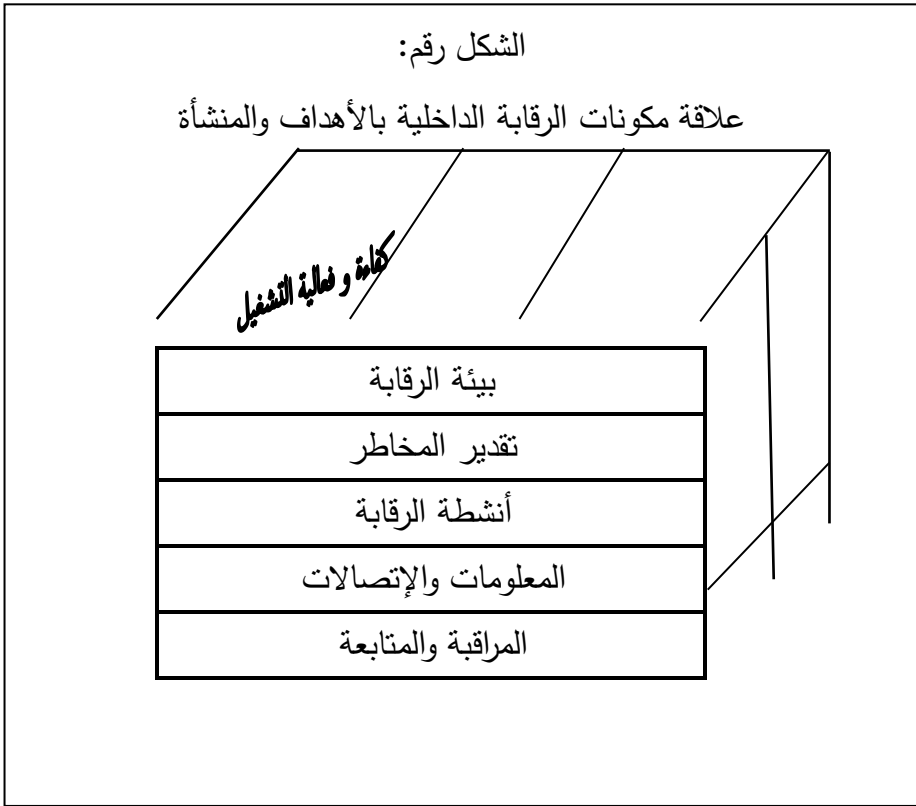 الشكل رقم:
علاقة مكونات الرقابة الداخلية بالأهداف والمنشأة
كفاءة و فعالية التشغيل
بيئة الرقابة
تقدير المخاطر
أنشطة الرقابة
المعلومات والإتصالات
المراقبة والمتابعة